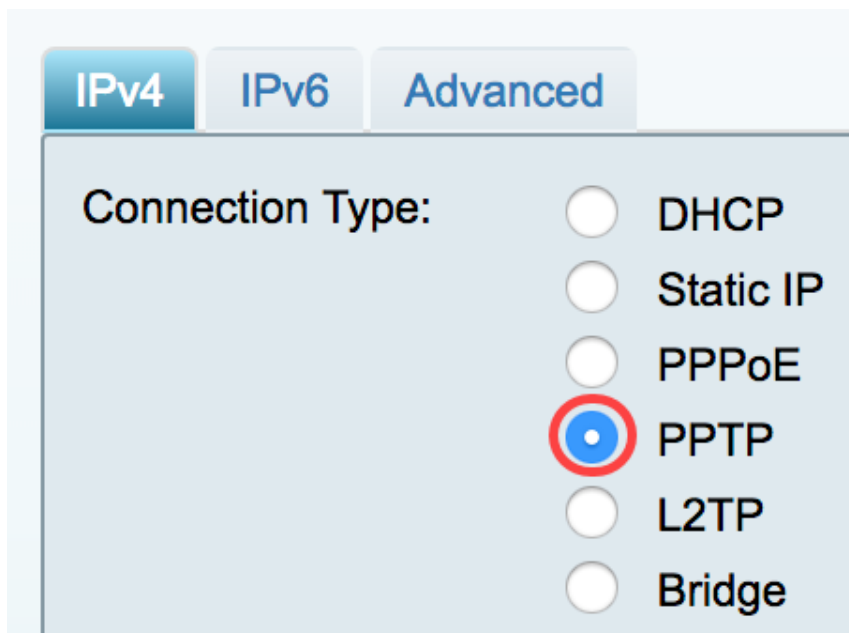 IPv4 IPv6 Advanced
Connection Type: DHCP
Static IP
PPPoE
PPTP
L2TP
Bridge